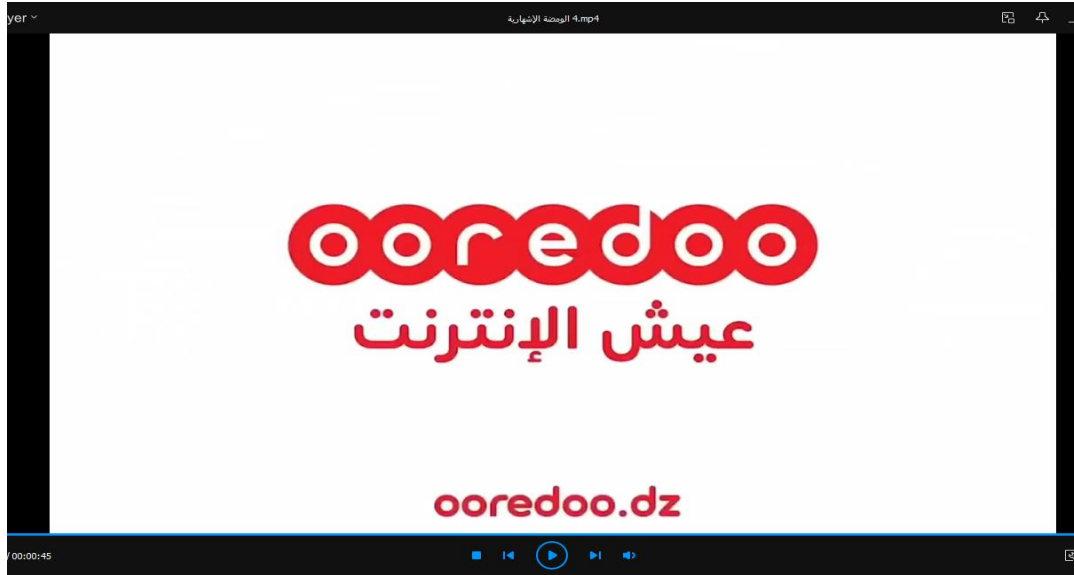 yer
الومضة الإشهارية 4.mp4
ooredoo
عيش الإنترنت
ooredoo.dz
/ 00:00:45